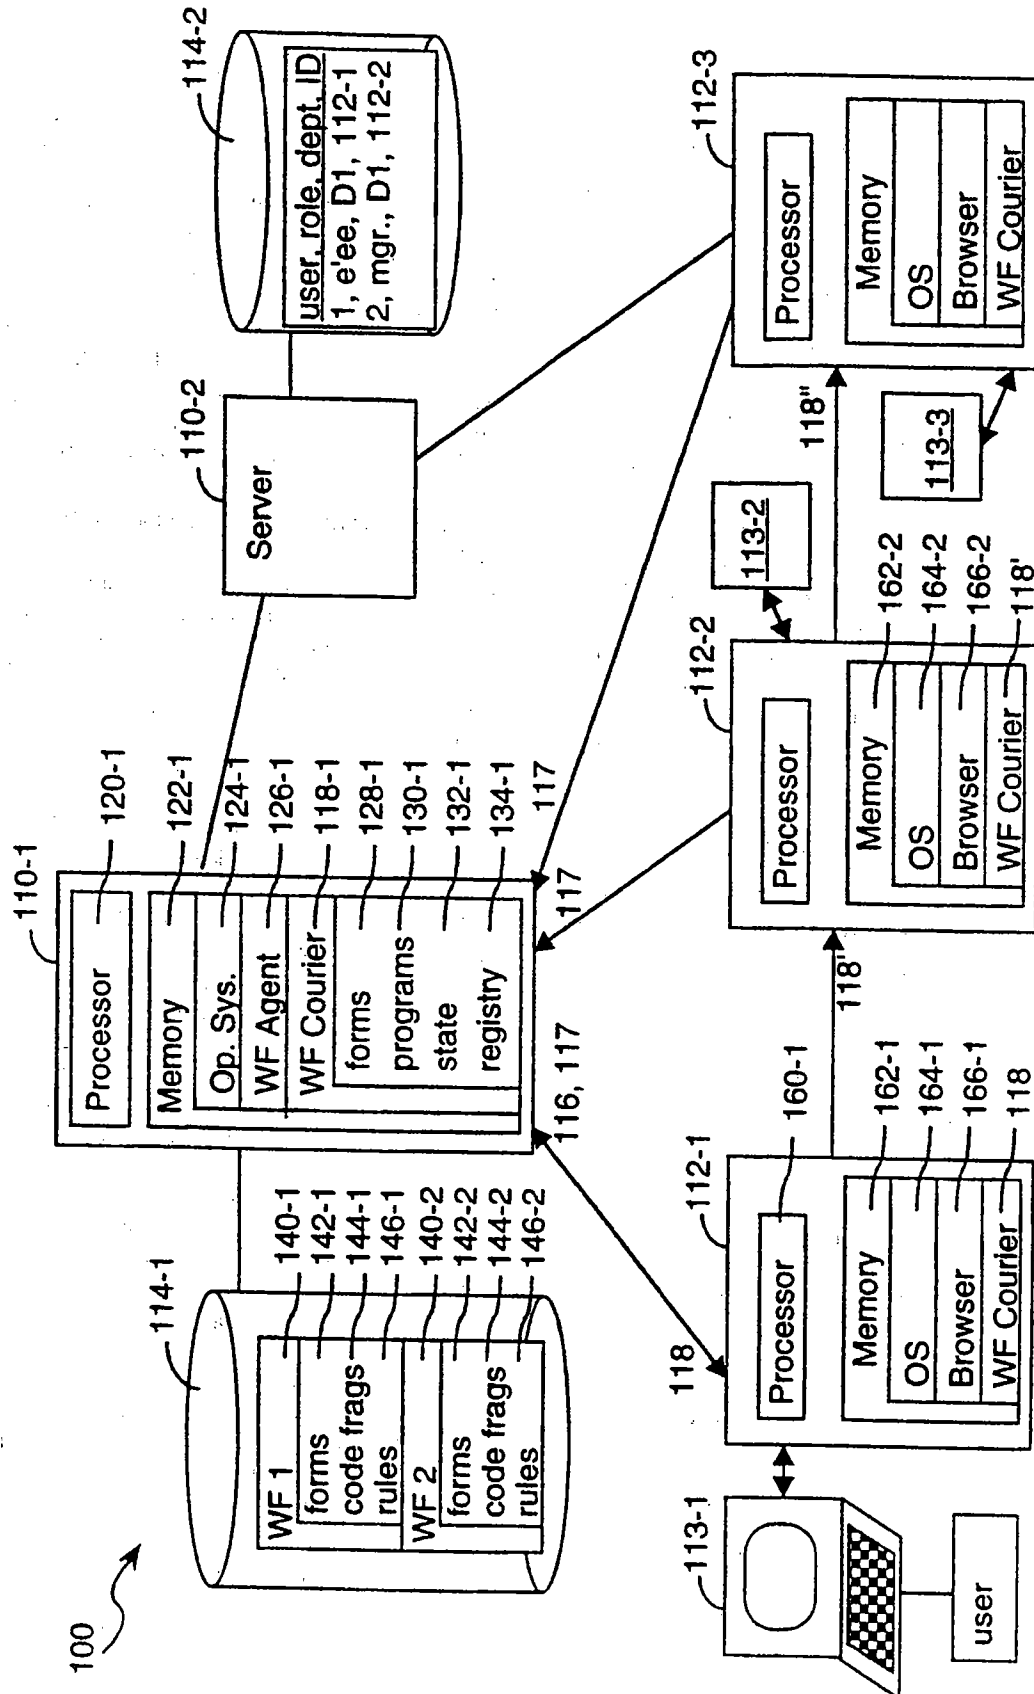 100
114-1
WF 1
forms
code frags
rules
WF 2
forms
code frags
rules
140-1
142-1
144-1
146-1
140-2
142-2
144-2
146-2
110-1
Processor
Memory
Op. Sys.
WF Agent
WF Courier
forms
programs
state
registry
120-1
122-1
124-1
126-1
118-1
128-1
130-1
132-1
134-1
116, 117
117
117
110-2
Server
114-2
user, role, dept, ID
1, e'ee, D1, 112-1
2, mgr., D1, 112-2
113-1
user
118
112-1
Processor
Memory
OS
Browser
WF Courier
160-1
162-1
164-1
166-1
118
118'
112-2
Processor
Memory
OS
Browser
WF Courier
162-2
164-2
166-2
118'
113-2
118"
113-3
112-3
Processor
Memory
OS
Browser
WF Courier